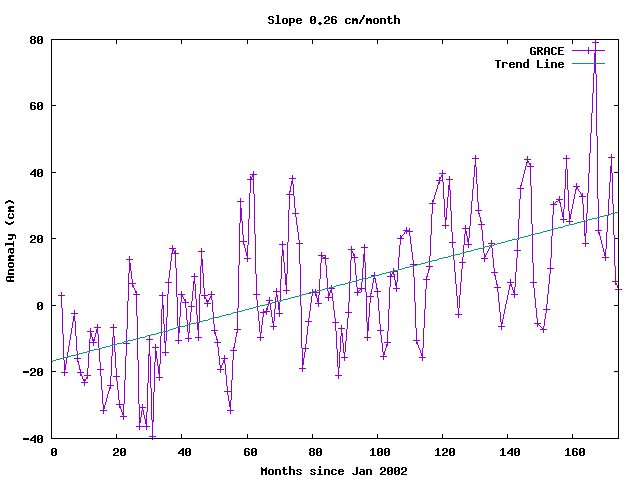 Slope 0.26 cm/month
80
60
40
20
0
-20
-40
Anomaly (cm)
GRACE
Trend Line
0 20 40 60 80 100 120 140 160
Months since Jan 2002